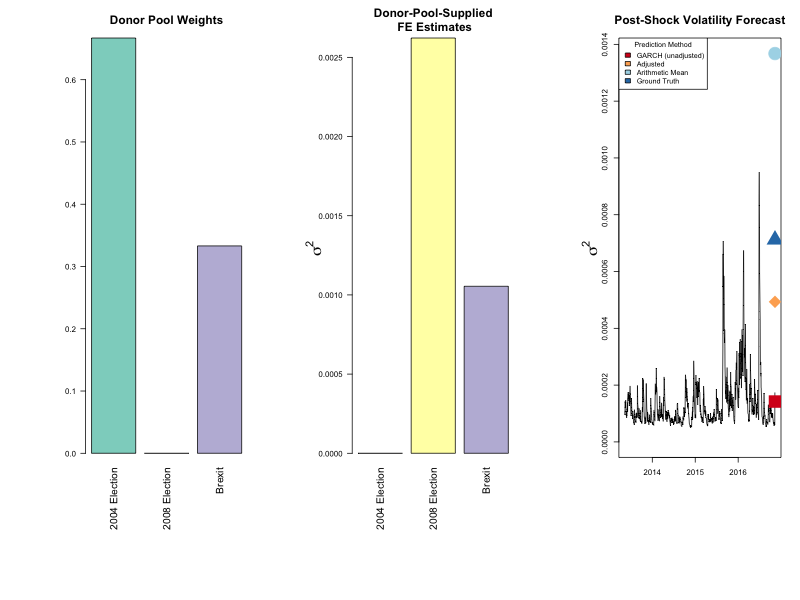 Donor Pool Weights
0.6
0.5
0.4
0.3
0.2
0.1
0.0
2004 Election
2008 Election
Brexit
Donor-Pool-Supplied
FE Estimates
σ²
0.0025
0.0020
0.0015
0.0010
0.0005
0.0000
2004 Election
2008 Election
Brexit
Post-Shock Volatility Forecast
σ²
0.0014
0.0012
0.0010
0.0008
0.0006
0.0004
0.0002
0.0000
Prediction Method
GARCH (unadjusted)
Adjusted
Arithmetic Mean
Ground Truth
2014
2015
2016